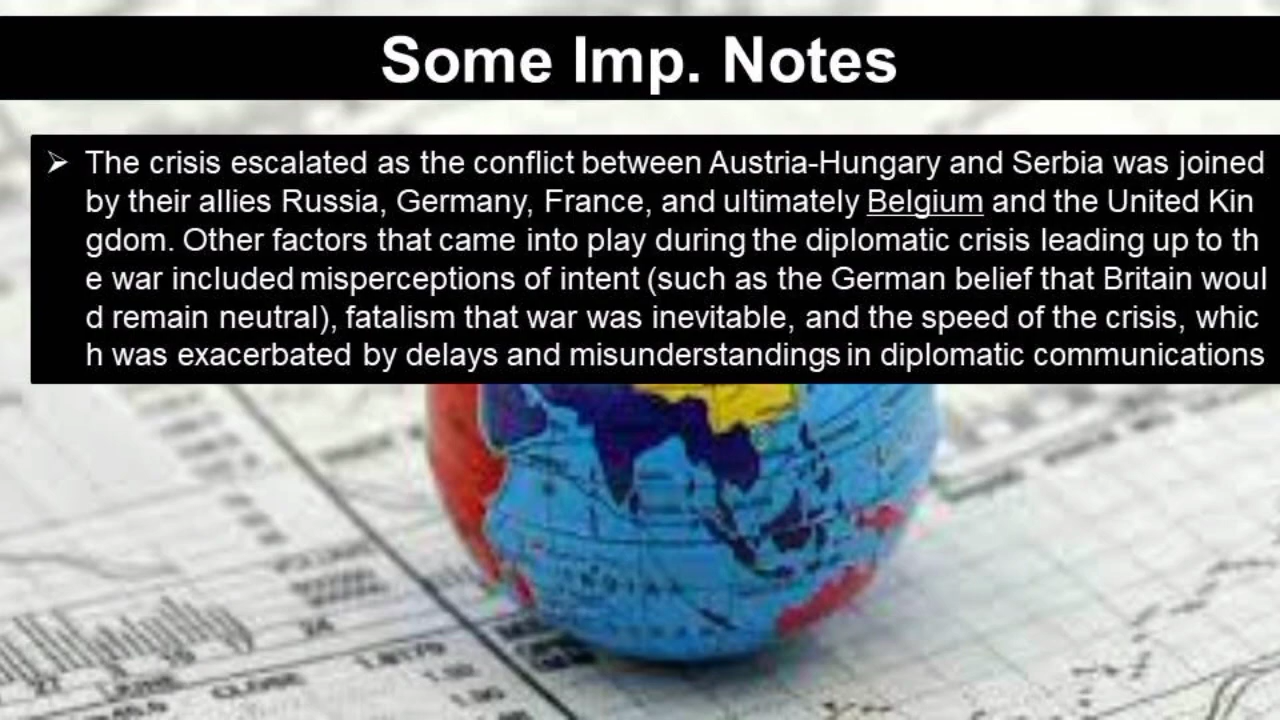 Some Imp. Notes
➢ The crisis escalated as the conflict between Austria-Hungary and Serbia was joined
by their allies Russia, Germany, France, and ultimately Belgium and the United Kin
gdom. Other factors that came into play during the diplomatic crisis leading up to th
e war included misperceptions of intent (such as the German belief that Britain woul
d remain neutral), fatalism that war was inevitable, and the speed of the crisis, whic
h was exacerbated by delays and misunderstandings in diplomatic communications
CLOSE